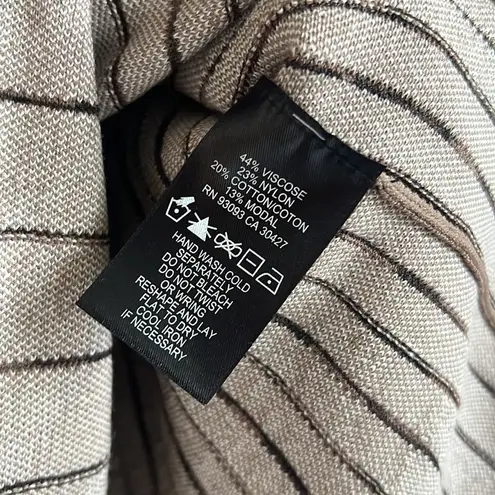 44% VISCOSE
23% NYLON
20% COTTON/COTON
13% MODAL
RN 93093 CA 30427
HAND WASH COLD
SEPARATELY
DO NOT BLEACH
DO NOT TWIST
OR WRING
RESHAPE AND LAY
FLAT TO DRY
COOL IRON
IF NECESSARY